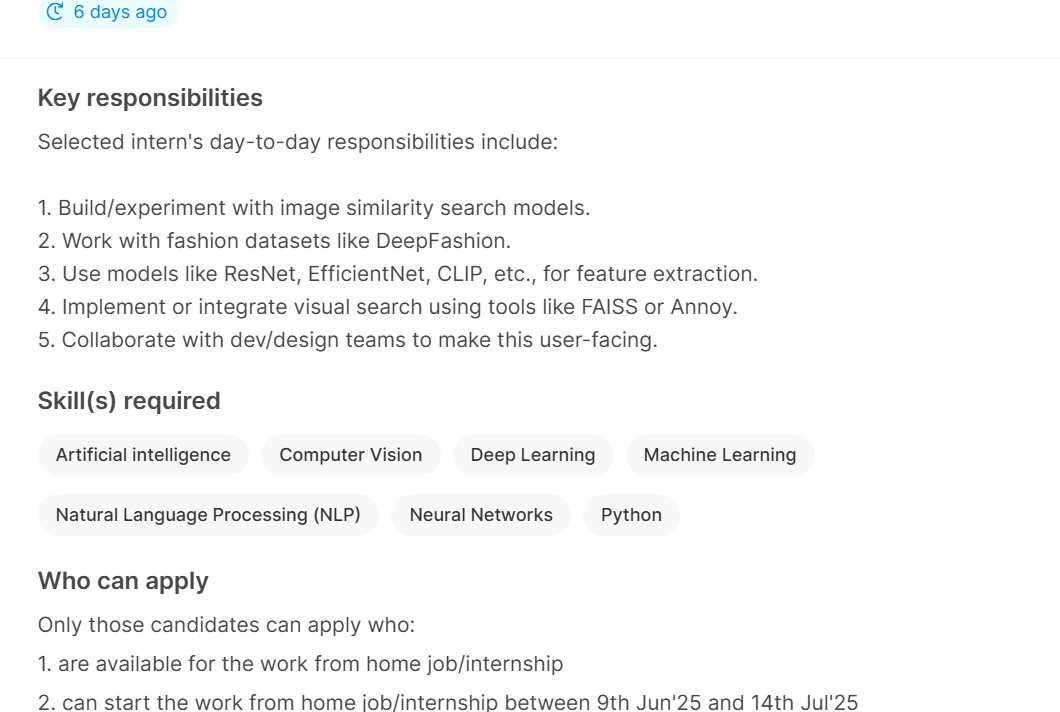 6 days ago
Key responsibilities
Selected intern's day-to-day responsibilities include:
1. Build/experiment with image similarity search models.
2. Work with fashion datasets like DeepFashion.
3. Use models like ResNet, EfficientNet, CLIP, etc., for feature extraction.
4. Implement or integrate visual search using tools like FAISS or Annoy.
5. Collaborate with dev/design teams to make this user-facing.
Skill(s) required
Artificial intelligence Computer Vision Deep Learning Machine Learning
Natural Language Processing (NLP) Neural Networks Python
Who can apply
Only those candidates can apply who:
1. are available for the work from home job/internship
2. can start the work from home job/internship between 9th Jun'25 and 14th Jul'25